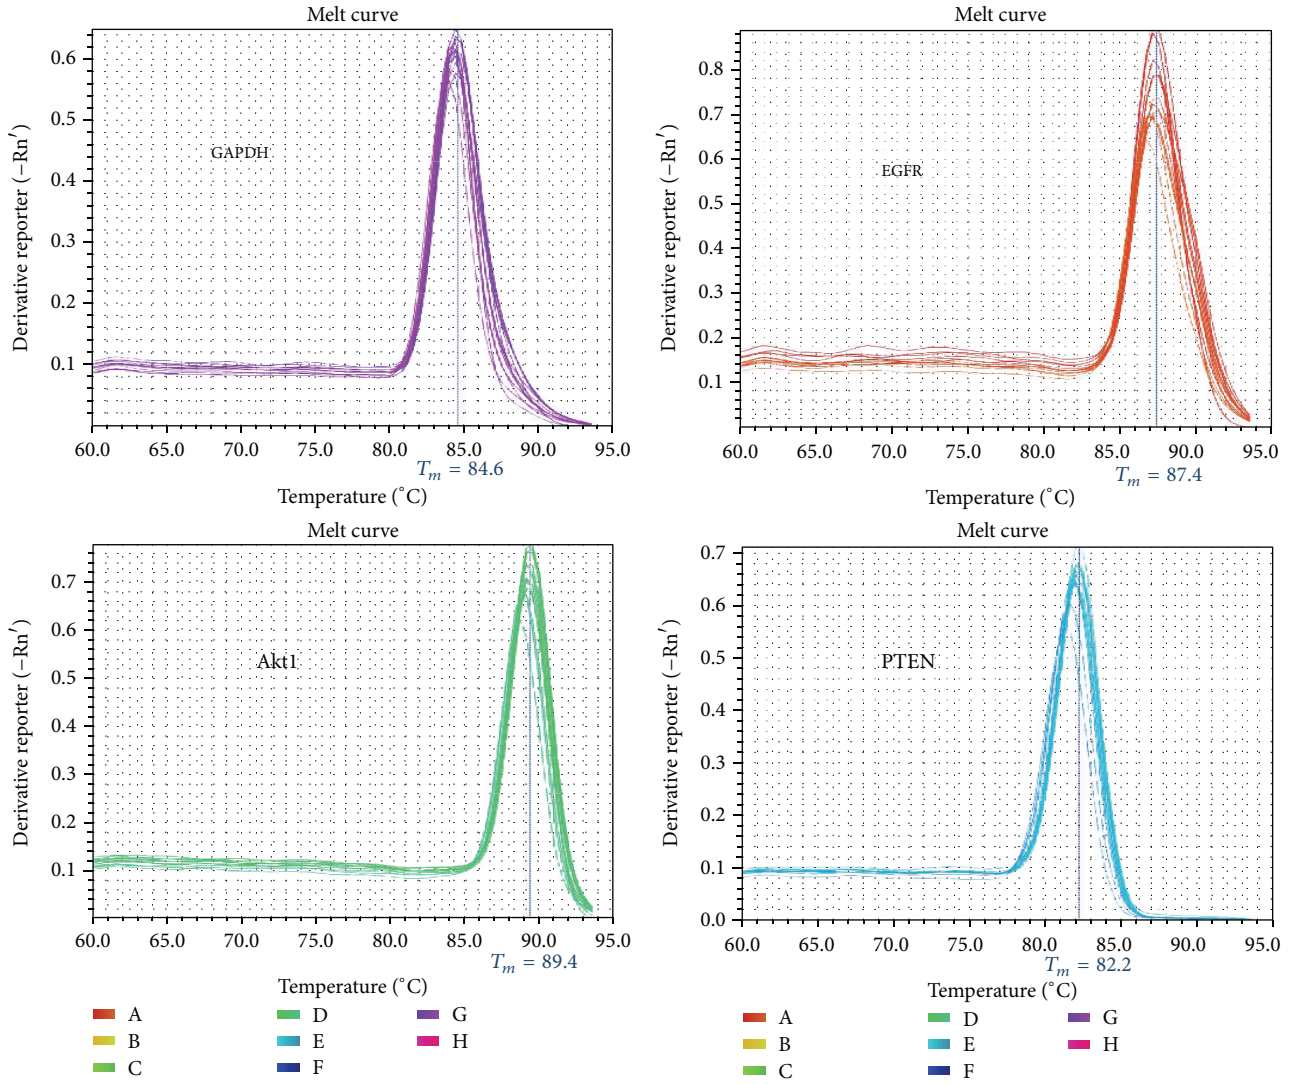 Melt curve
Derivative reporter (−Rn′)
0.6
0.5
0.4
0.3
0.2
0.1
GAPDH
60.0 65.0 70.0 75.0 80.0 85.0 90.0 95.0
Tm = 84.6
Temperature (°C)
Melt curve
Derivative reporter (−Rn′)
0.8
0.7
0.6
0.5
0.4
0.3
0.2
0.1
EGFR
60.0 65.0 70.0 75.0 80.0 85.0 90.0 95.0
Tm = 87.4
Temperature (°C)
Melt curve
Derivative reporter (−Rn′)
0.7
0.6
0.5
0.4
0.3
0.2
0.1
Akt1
60.0 65.0 70.0 75.0 80.0 85.0 90.0 95.0
Tm = 89.4
Temperature (°C)
A
B
C
D
E
F
G
H
Melt curve
Derivative reporter (−Rn′)
0.7
0.6
0.5
0.4
0.3
0.2
0.1
0.0
PTEN
60.0 65.0 70.0 75.0 80.0 85.0 90.0 95.0
Tm = 82.2
Temperature (°C)
A
B
C
D
E
F
G
H